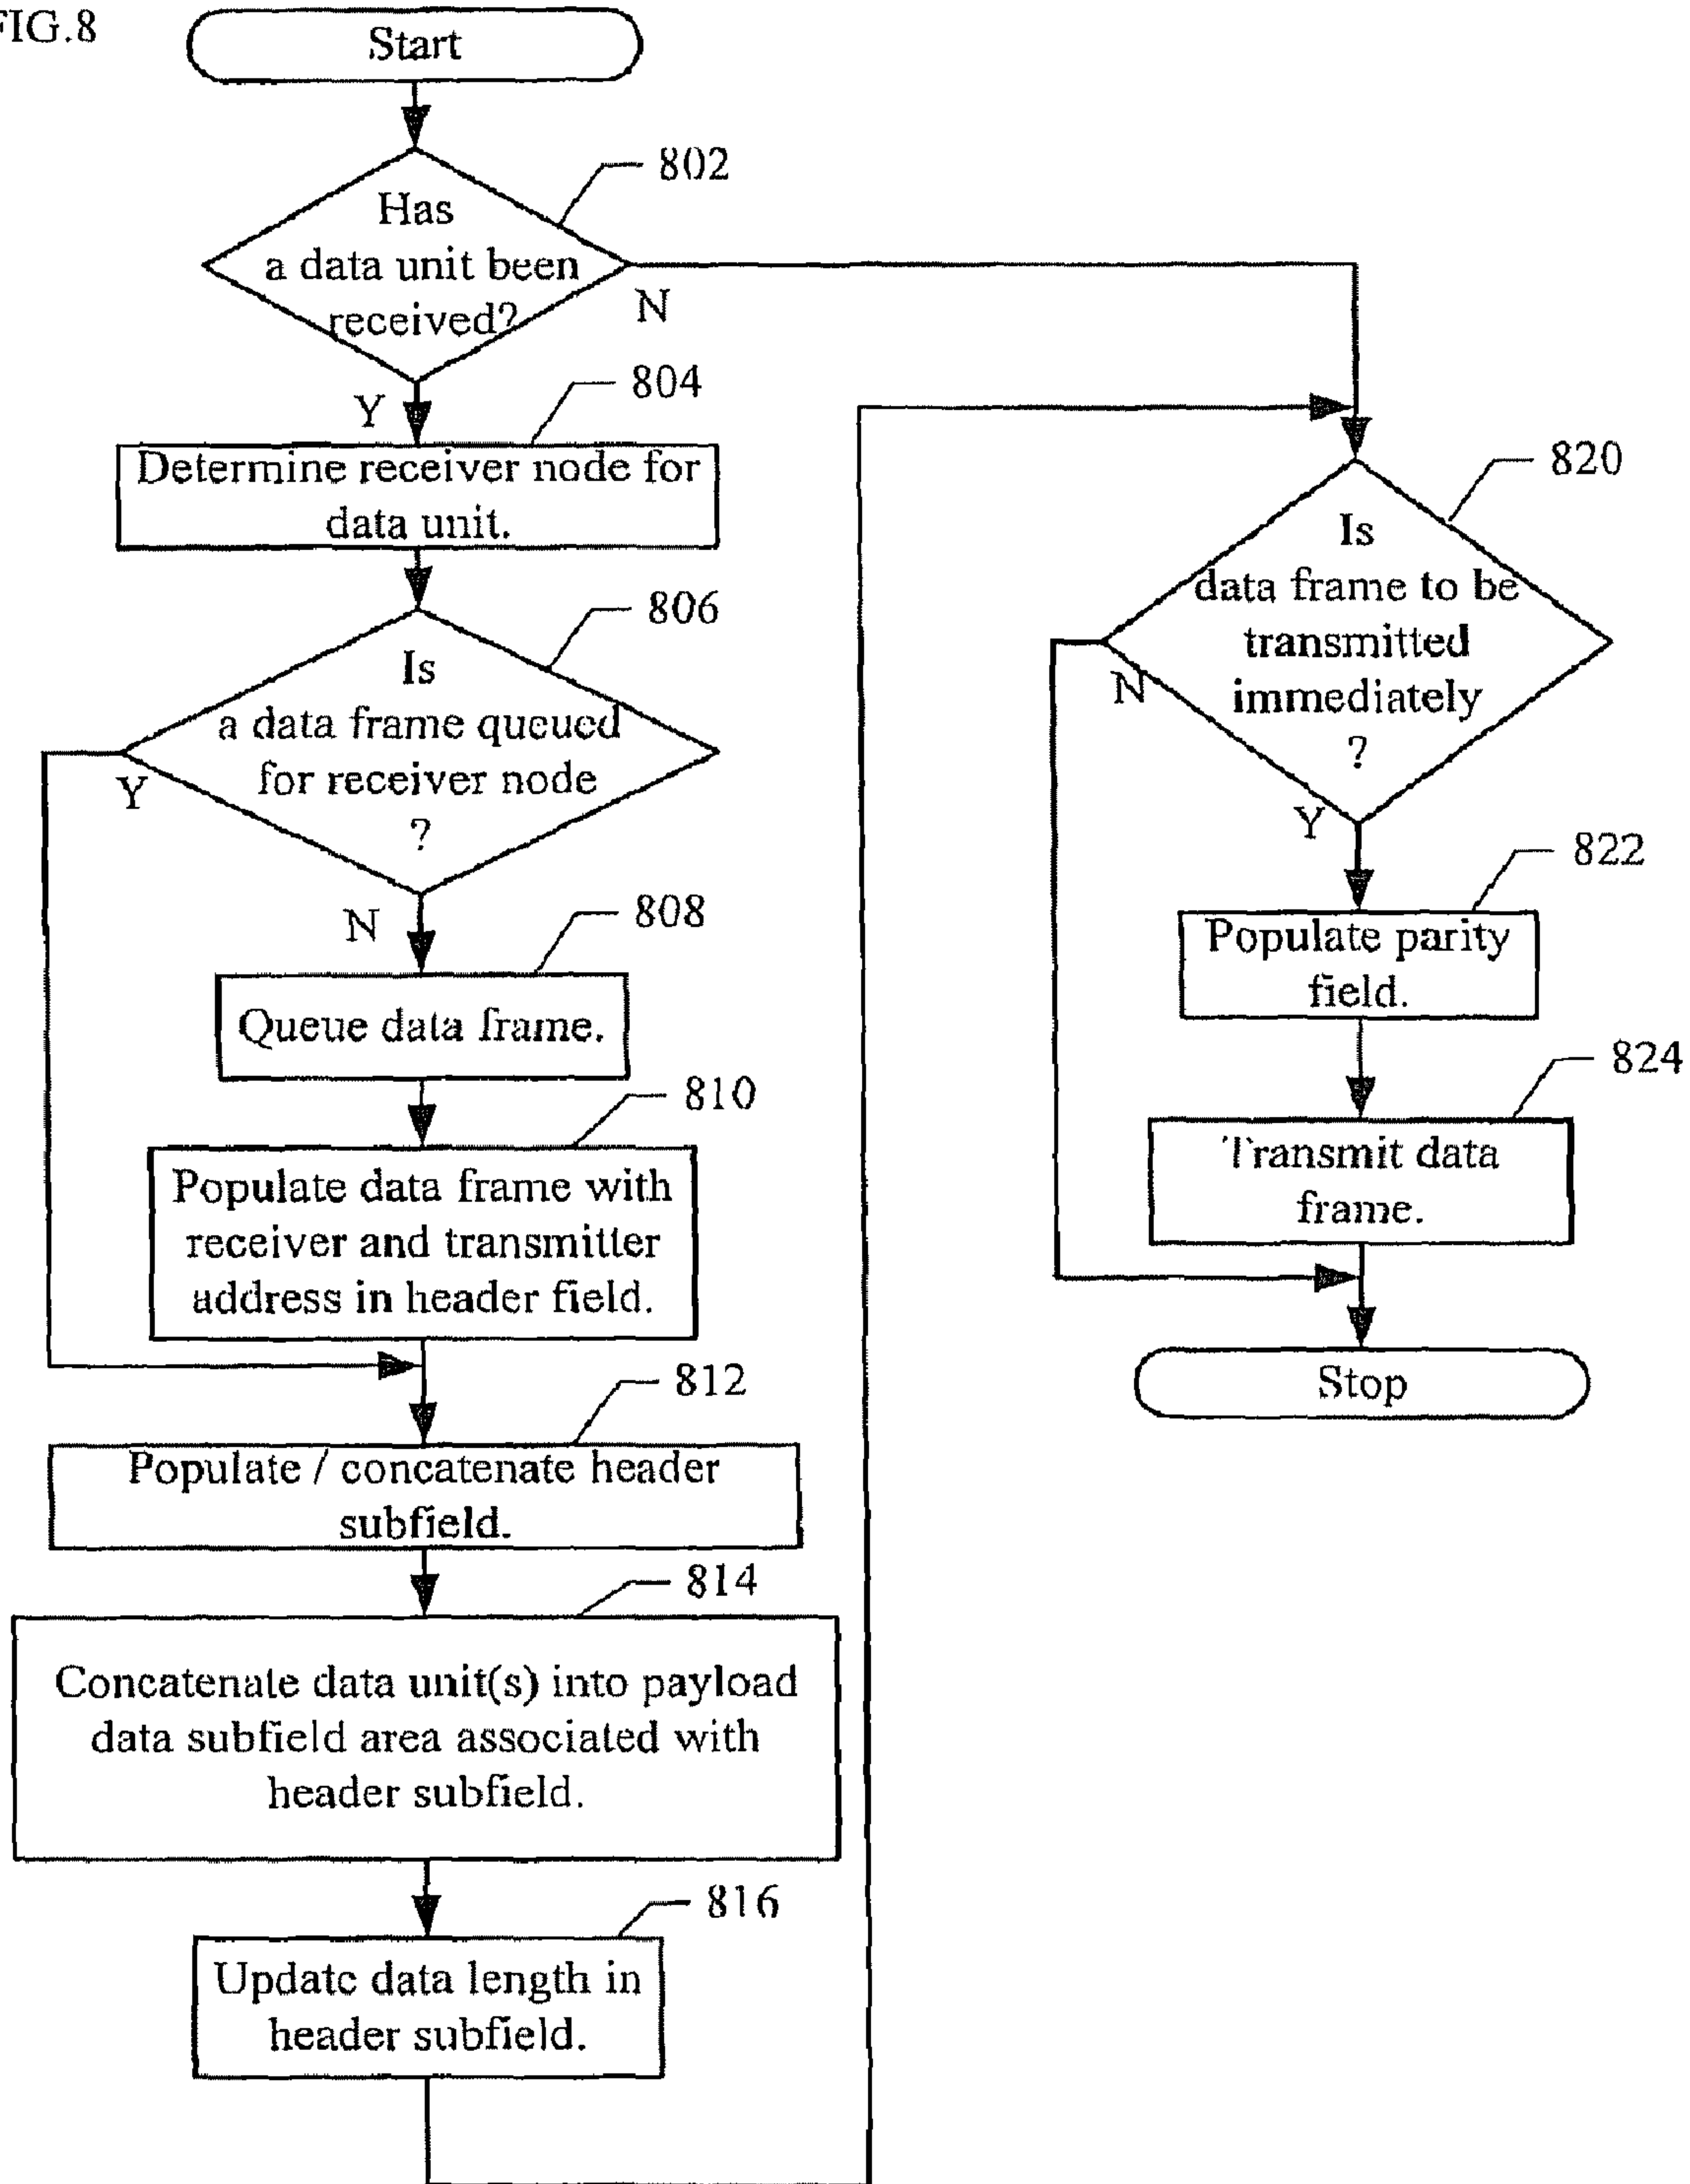 FIG.8
Start
802
Has
a data unit been
received?
N
Y
804
Determine receiver node for
data unit.
806
Is
a data frame queued
for receiver node
?
Y
N
808
Queue data frame.
810
Populate data frame with
receiver and transmitter
address in header field.
812
Populate / concatenate header
subfield.
814
Concatenate data unit(s) into payload
data subfield area associated with
header subfield.
816
Update data length in
header subfield.
820
Is
data frame to be
transmitted
immediately
?
N
Y
822
Populate parity
field.
824
Transmit data
frame.
Stop